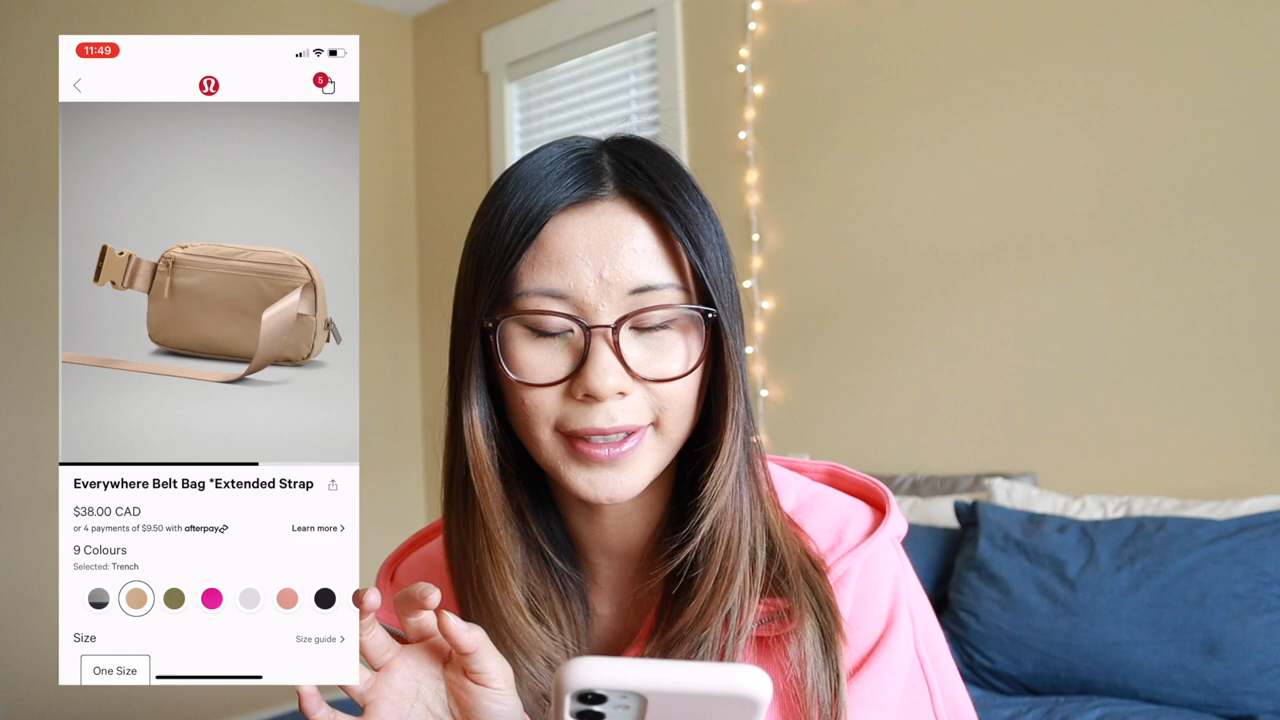 11:49
5
Everywhere Belt Bag *Extended Strap
$38.00 CAD
or 4 payments of $9.50 with afterpay
Learn more >
9 Colours
Selected: Trench
Size
Size guide >
One Size